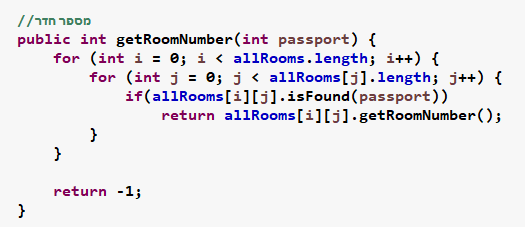 //מספר חדר
public int getRoomNumber(int passport) {
for (int i = 0; i < allRooms.length; i++) {
for (int j = 0; j < allRooms[j].length; j++) {
if(allRooms[i][j].isFound(passport))
return allRooms[i][j].getRoomNumber();
}
}
return -1;
}